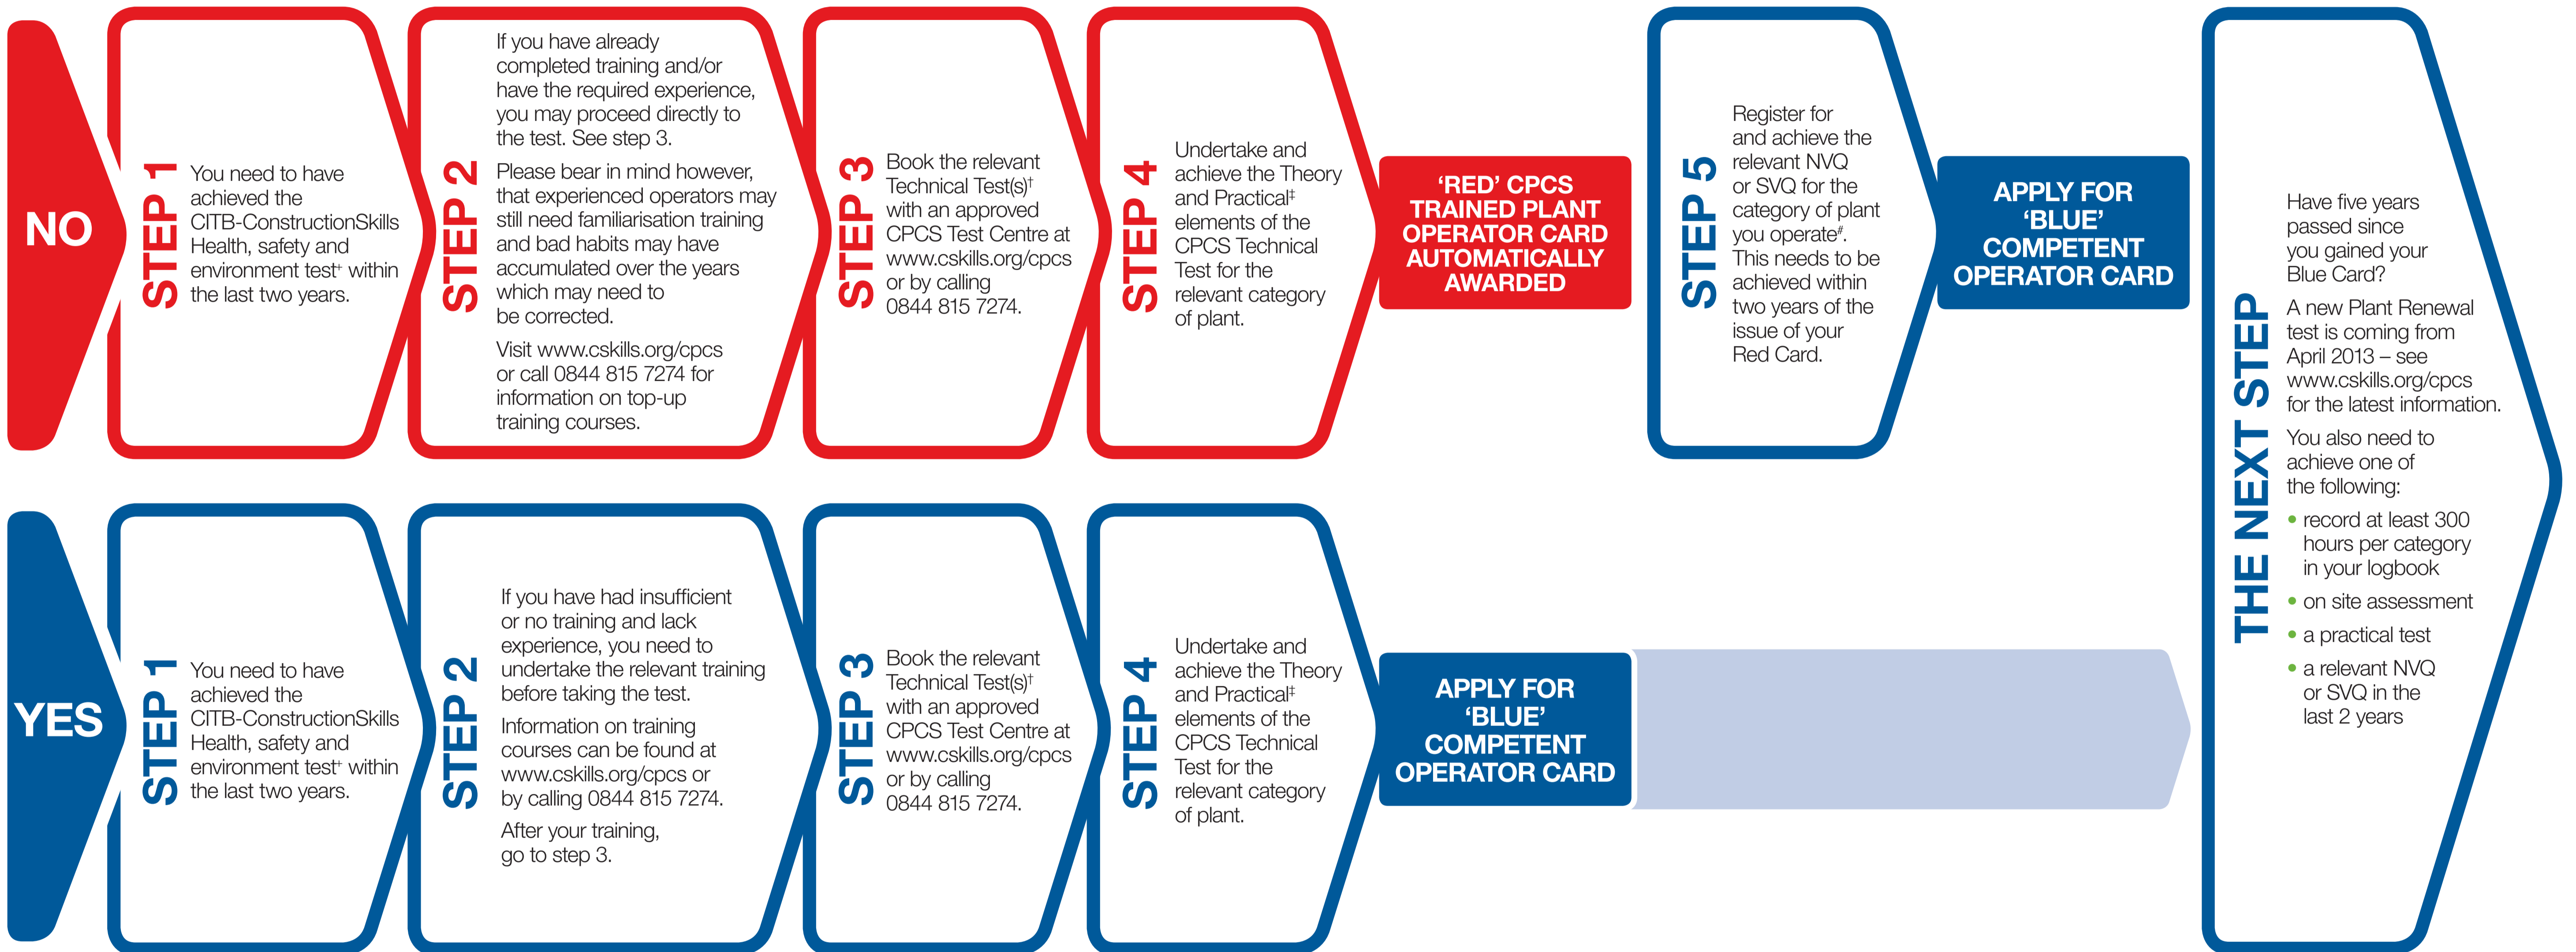 NO
STEP 1
You need to have
achieved the
CITB-ConstructionSkills
Health, safety and
environment test⁺ within
the last two years.
STEP 2
If you have already
completed training and/or
have the required experience,
you may proceed directly to
the test. See step 3.
Please bear in mind however,
that experienced operators may
still need familiarisation training
and bad habits may have
accumulated over the years
which may need to
be corrected.
Visit www.cskills.org/cpcs
or call 0844 815 7274 for
information on top-up
training courses.
STEP 3
Book the relevant
Technical Test(s)†
with an approved
CPCS Test Centre at
www.cskills.org/cpcs
or by calling
0844 815 7274.
STEP 4
Undertake and
achieve the Theory
and Practical‡
elements of the
CPCS Technical
Test for the
relevant category
of plant.
‘RED’ CPCS
TRAINED PLANT
OPERATOR CARD
AUTOMATICALLY
AWARDED
STEP 5
Register for
and achieve the
relevant NVQ
or SVQ for the
category of plant
you operate#.
This needs to be
achieved within
two years of the
issue of your
Red Card.
APPLY FOR
‘BLUE’
COMPETENT
OPERATOR CARD
YES
STEP 1
You need to have
achieved the
CITB-ConstructionSkills
Health, safety and
environment test⁺ within
the last two years.
STEP 2
If you have had insufficient
or no training and lack
experience, you need to
undertake the relevant training
before taking the test.
Information on training
courses can be found at
www.cskills.org/cpcs or
by calling 0844 815 7274.
After your training,
go to step 3.
STEP 3
Book the relevant
Technical Test(s)†
with an approved
CPCS Test Centre at
www.cskills.org/cpcs
or by calling
0844 815 7274.
STEP 4
Undertake and
achieve the Theory
and Practical‡
elements of the
CPCS Technical
Test for the
relevant category
of plant.
APPLY FOR
‘BLUE’
COMPETENT
OPERATOR CARD
THE NEXT STEP
Have five years
passed since
you gained your
Blue Card?
A new Plant Renewal
test is coming from
April 2013 – see
www.cskills.org/cpcs
for the latest information.
You also need to
achieve one of
the following:
• record at least 300
hours per category
in your logbook
• on site assessment
• a practical test
• a relevant NVQ
or SVQ in the
last 2 years